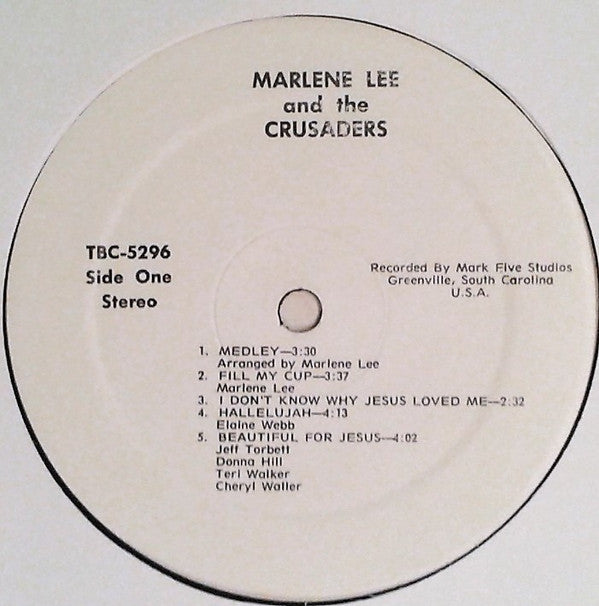 MARLENE LEE
and the
CRUSADERS
TBC-5296
Side One
Stereo
Recorded By Mark Five Studios
Greenville, South Carolina
U.S.A.
1. MEDLEY—3:30
Arranged by Marlene Lee
2. FILL MY CUP—3:37
Marlene Lee
3. I DON'T KNOW WHY JESUS LOVED ME—2:32
4. HALLELUJAH—4:13
Elaine Webb
5. BEAUTIFUL FOR JESUS—4:02
Jeff Torbett
Donna Hill
Teri Walker
Cheryl Waller